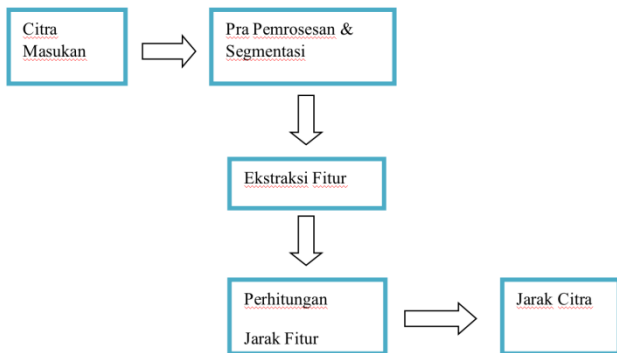 Citra
Masukan
Pra Pemrosesan &
Segmentasi
Ekstraksi Fitur
Perhitungan
Jarak Fitur
Jarak Citra